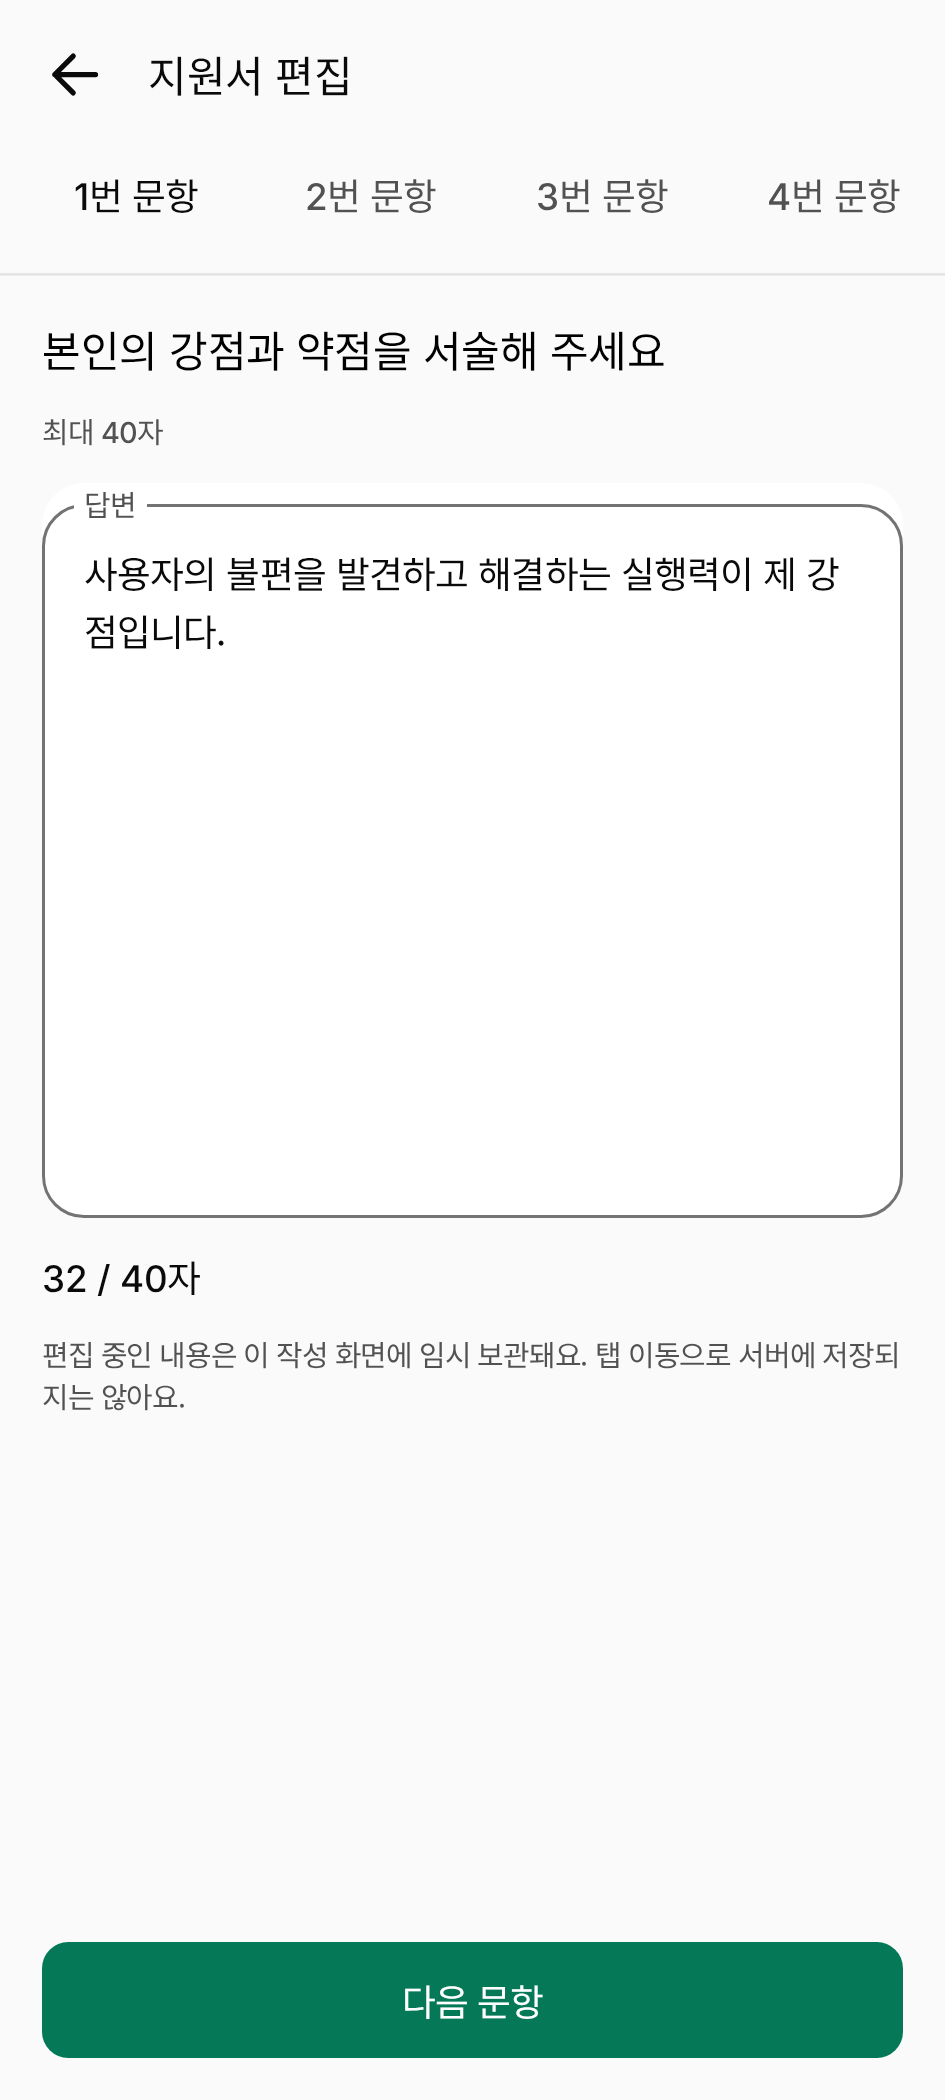 지원서 편집
1번 문항
2번 문항
3번 문항
4번 문항
본인의 강점과 약점을 서술해 주세요
최대 40자
답변
사용자의 불편을 발견하고 해결하는 실행력이 제 강
점입니다.
32 / 40자
편집 중인 내용은 이 작성 화면에 임시 보관돼요. 탭 이동으로 서버에 저장되
지는 않아요.
다음 문항